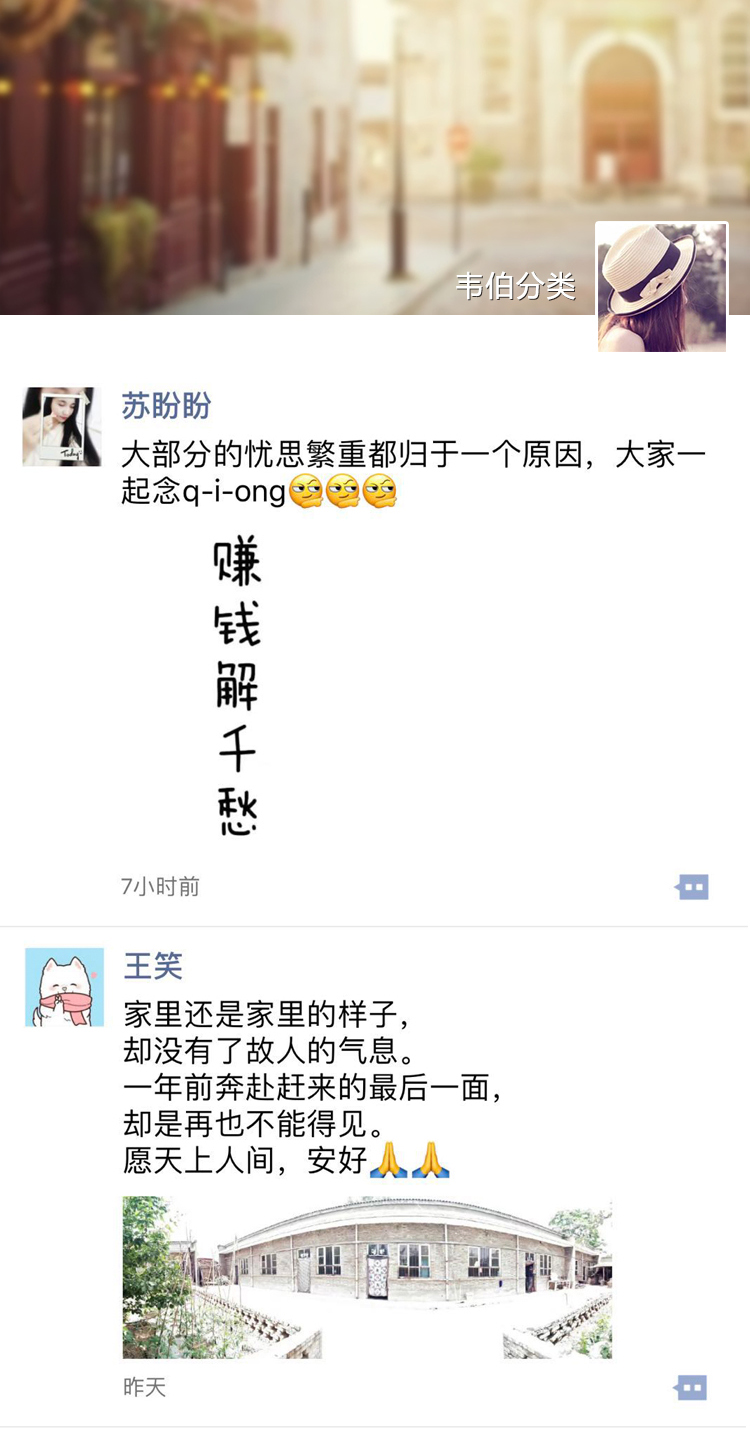 韦伯分类
苏盼盼
大部分的忧思繁重都归于一个原因，大家一
起念q-i-ong
赚
钱
解
千
愁
7小时前
王笑
家里还是家里的样子，
却没有了故人的气息。
一年前奔赴赶来的最后一面，
却是再也不能得见。
愿天上人间，安好
昨天